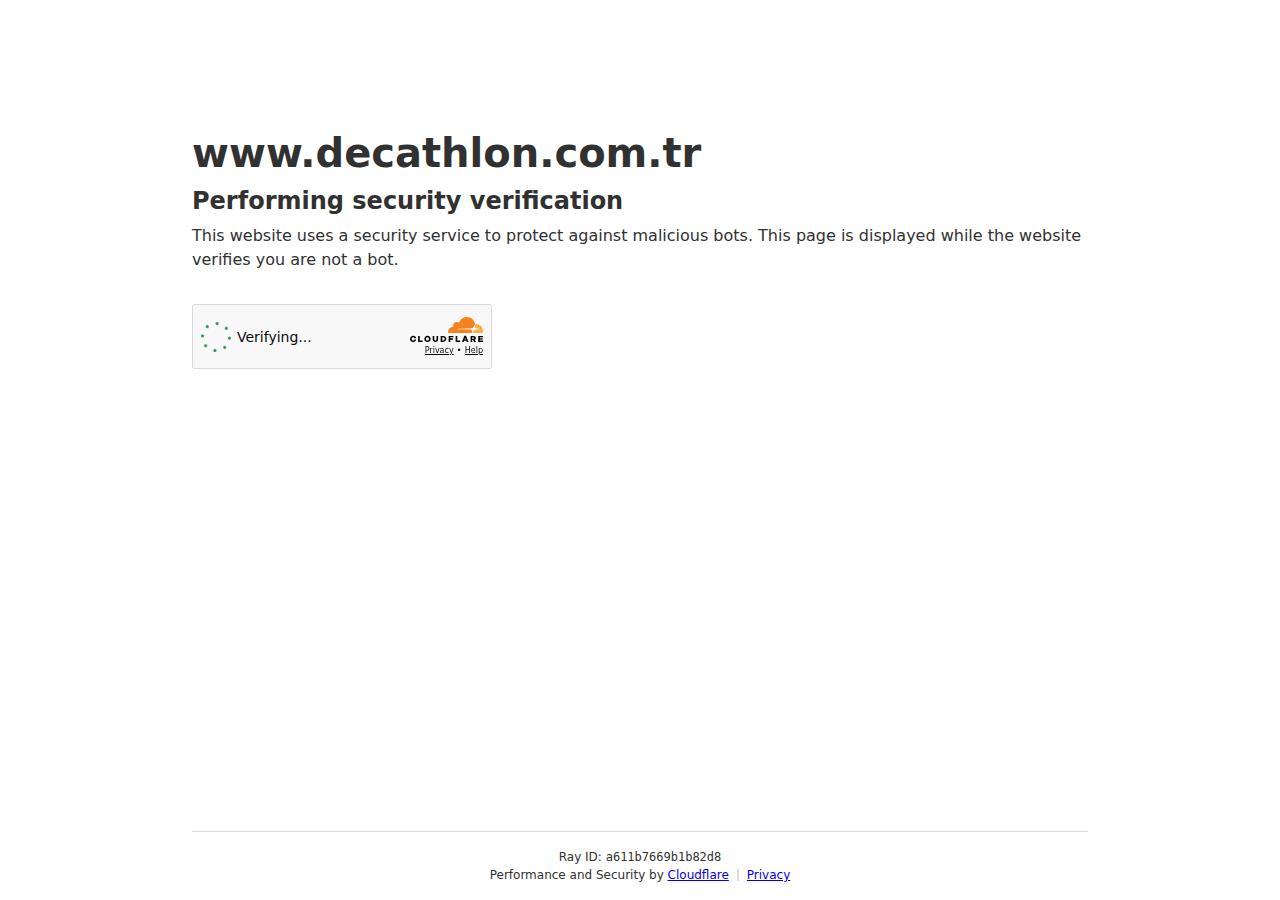 www.decathlon.com.tr
Performing security verification
This website uses a security service to protect against malicious bots. This page is displayed while the website
verifies you are not a bot.
Verifying...
CLOUDFLARE
Privacy • Help
Ray ID: a611b7669b1b82d8
Performance and Security by Cloudflare | Privacy